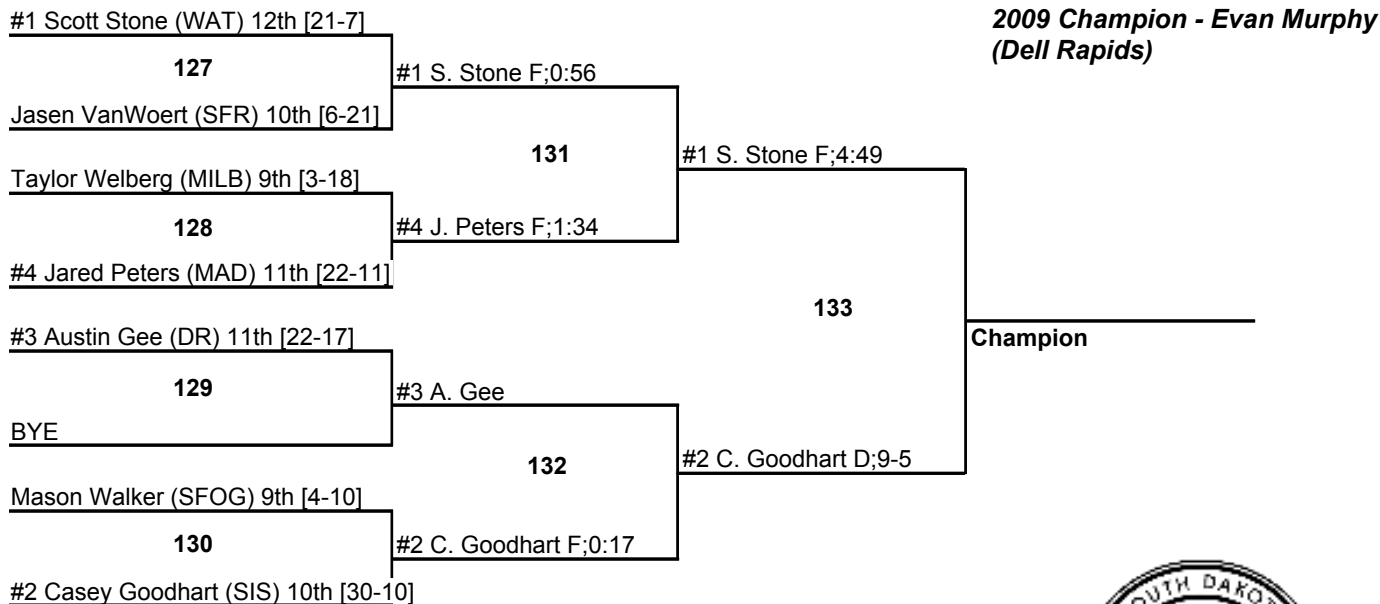 #1 Scott Stone (WAT) 12th [21-7]
2009 Champion - Evan Murphy
(Dell Rapids)
127
#1 S. Stone F;0:56
Jasen VanWoert (SFR) 10th [6-21]
131
#1 S. Stone F;4:49
Taylor Welberg (MILB) 9th [3-18]
128
#4 J. Peters F;1:34
#4 Jared Peters (MAD) 11th [22-11]
133
#3 Austin Gee (DR) 11th [22-17]
Champion
129
#3 A. Gee
BYE
132
#2 C. Goodhart D;9-5
Mason Walker (SFOG) 9th [4-10]
130
#2 C. Goodhart F;0:17
#2 Casey Goodhart (SIS) 10th [30-10]